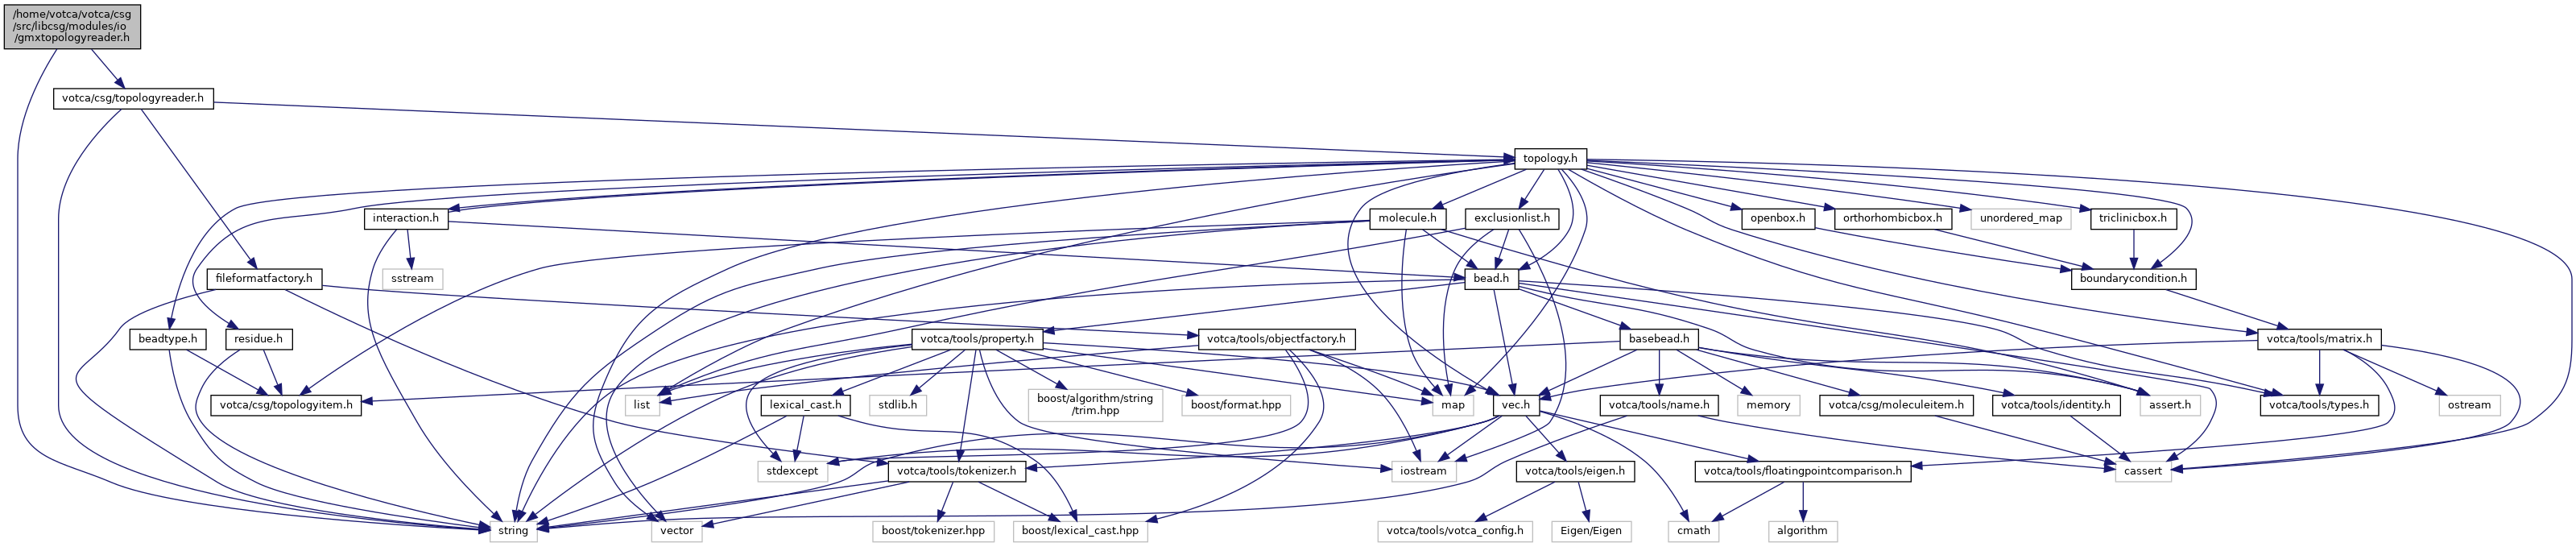 /home/votca/votca/csg
/src/libcsg/modules/io
/gmxtopologyreader.h
votca/csg/topologyreader.h
topology.h
interaction.h
molecule.h
exclusionlist.h
openbox.h
orthorhombicbox.h
unordered_map
triclinicbox.h
fileformatfactory.h
sstream
bead.h
boundarycondition.h
beadtype.h
residue.h
votca/tools/property.h
votca/tools/objectfactory.h
basebead.h
votca/tools/matrix.h
votca/csg/topologyitem.h
list
lexical_cast.h
stdlib.h
boost/algorithm/string
/trim.hpp
boost/format.hpp
map
vec.h
votca/tools/name.h
memory
votca/csg/moleculeitem.h
votca/tools/identity.h
assert.h
votca/tools/types.h
ostream
stdexcept
votca/tools/tokenizer.h
iostream
votca/tools/eigen.h
votca/tools/floatingpointcomparison.h
cassert
string
vector
boost/tokenizer.hpp
boost/lexical_cast.hpp
votca/tools/votca_config.h
Eigen/Eigen
cmath
algorithm